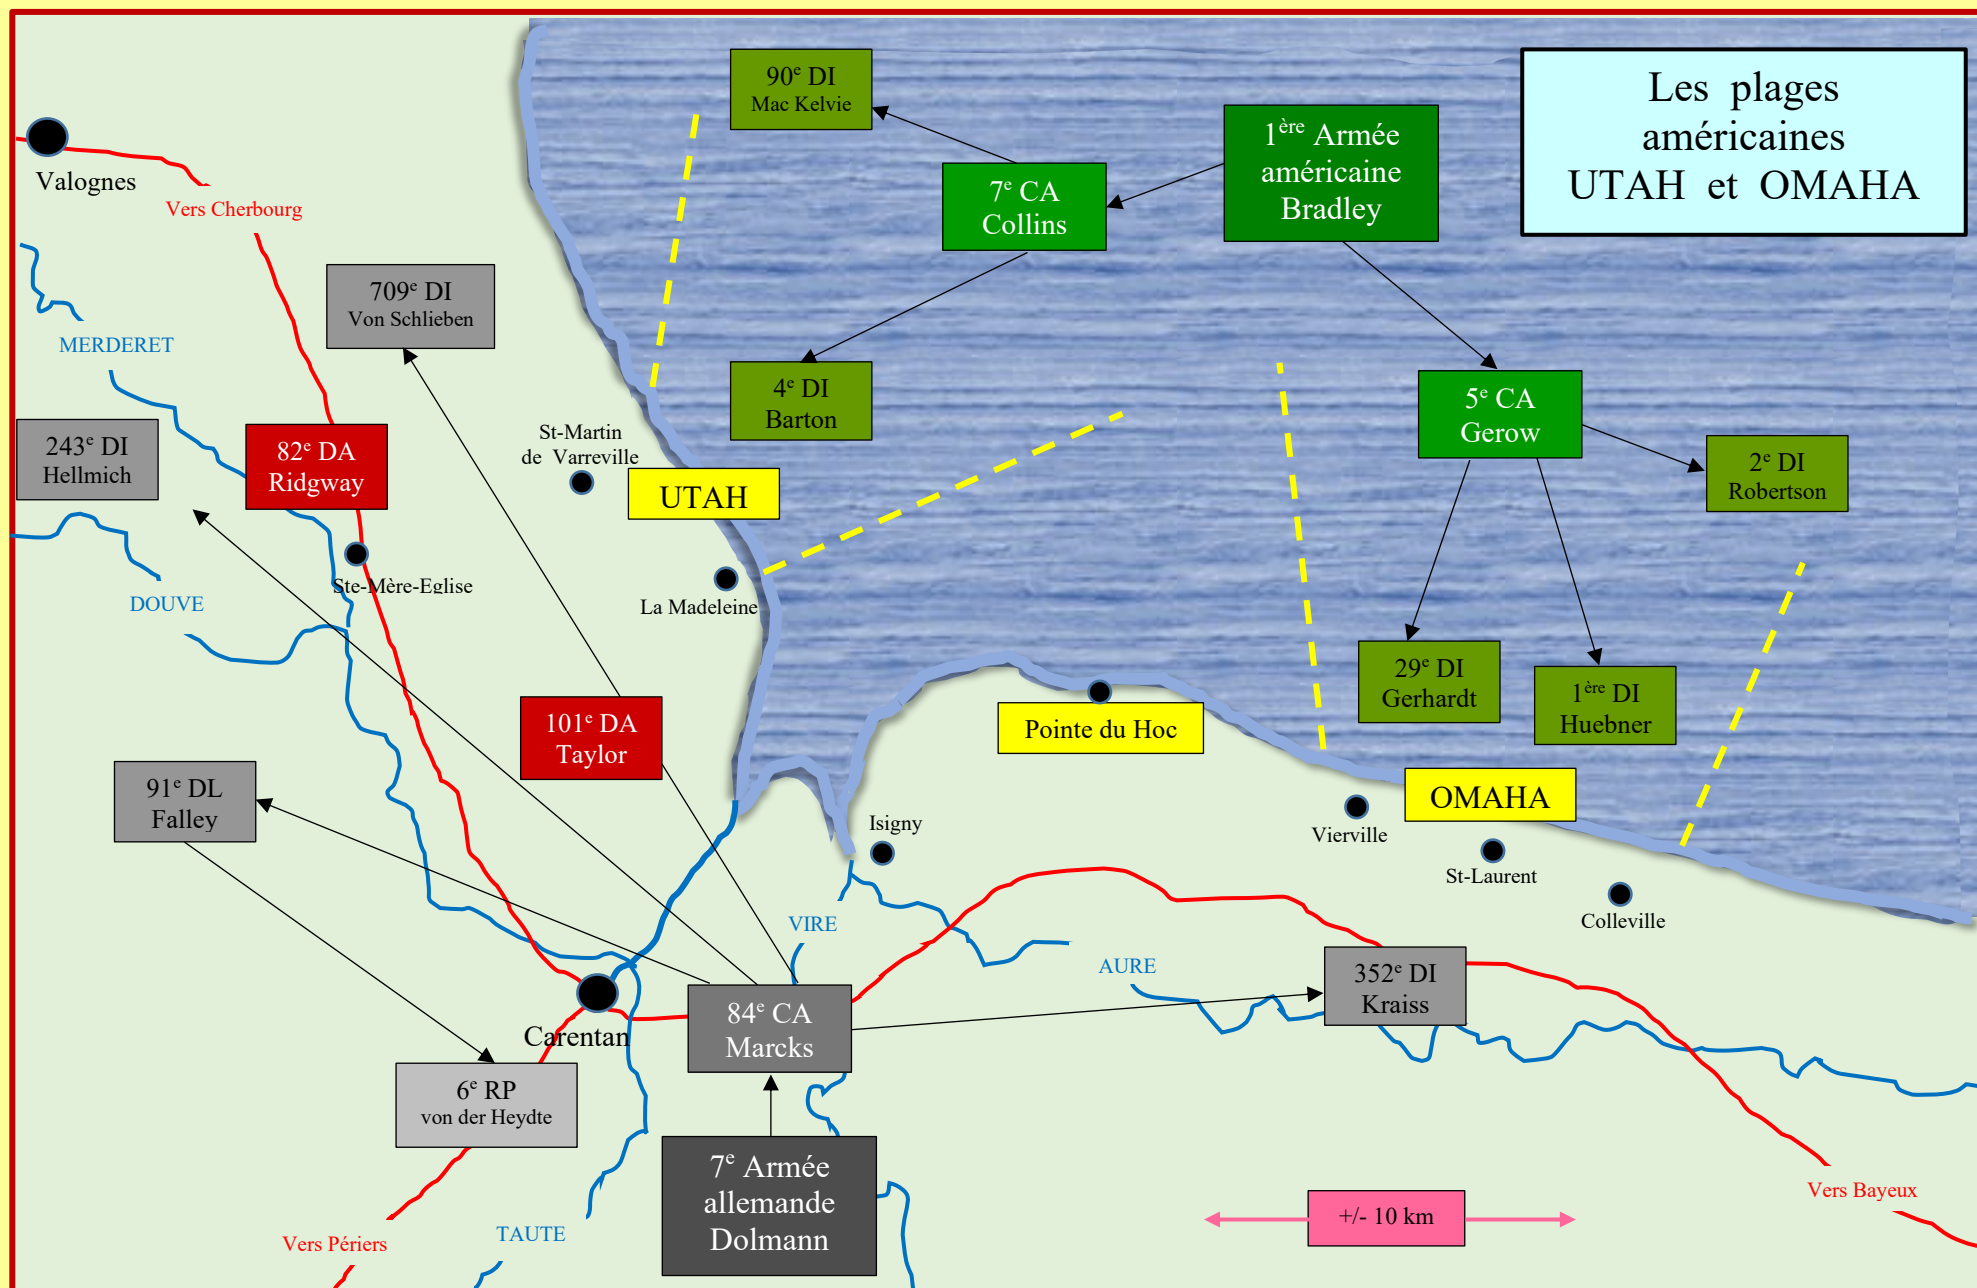 Les plages
américaines
UTAH et OMAHA
90e DI
Mac Kelvie
1ère Armée
américaine
Bradley
7e CA
Collins
Valognes
Vers Cherbourg
709e DI
Von Schlieben
MERDERET
4e DI
Barton
5e CA
Gerow
243e DI
Hellmich
82e DA
Ridgway
St-Martin
de Varreville
UTAH
2e DI
Robertson
Ste-Mère-Eglise
DOUVE
La Madeleine
29e DI
Gerhardt
1ère DI
Huebner
101e DA
Taylor
Pointe du Hoc
91e DL
Falley
OMAHA
Isigny
Vierville
St-Laurent
Colleville
VIRE
AURE
352e DI
Kraiss
84e CA
Marcks
Carentan
6e RP
von der Heydte
7e Armée
allemande
Dolmann
Vers Bayeux
+/- 10 km
Vers Périers
TAUTE